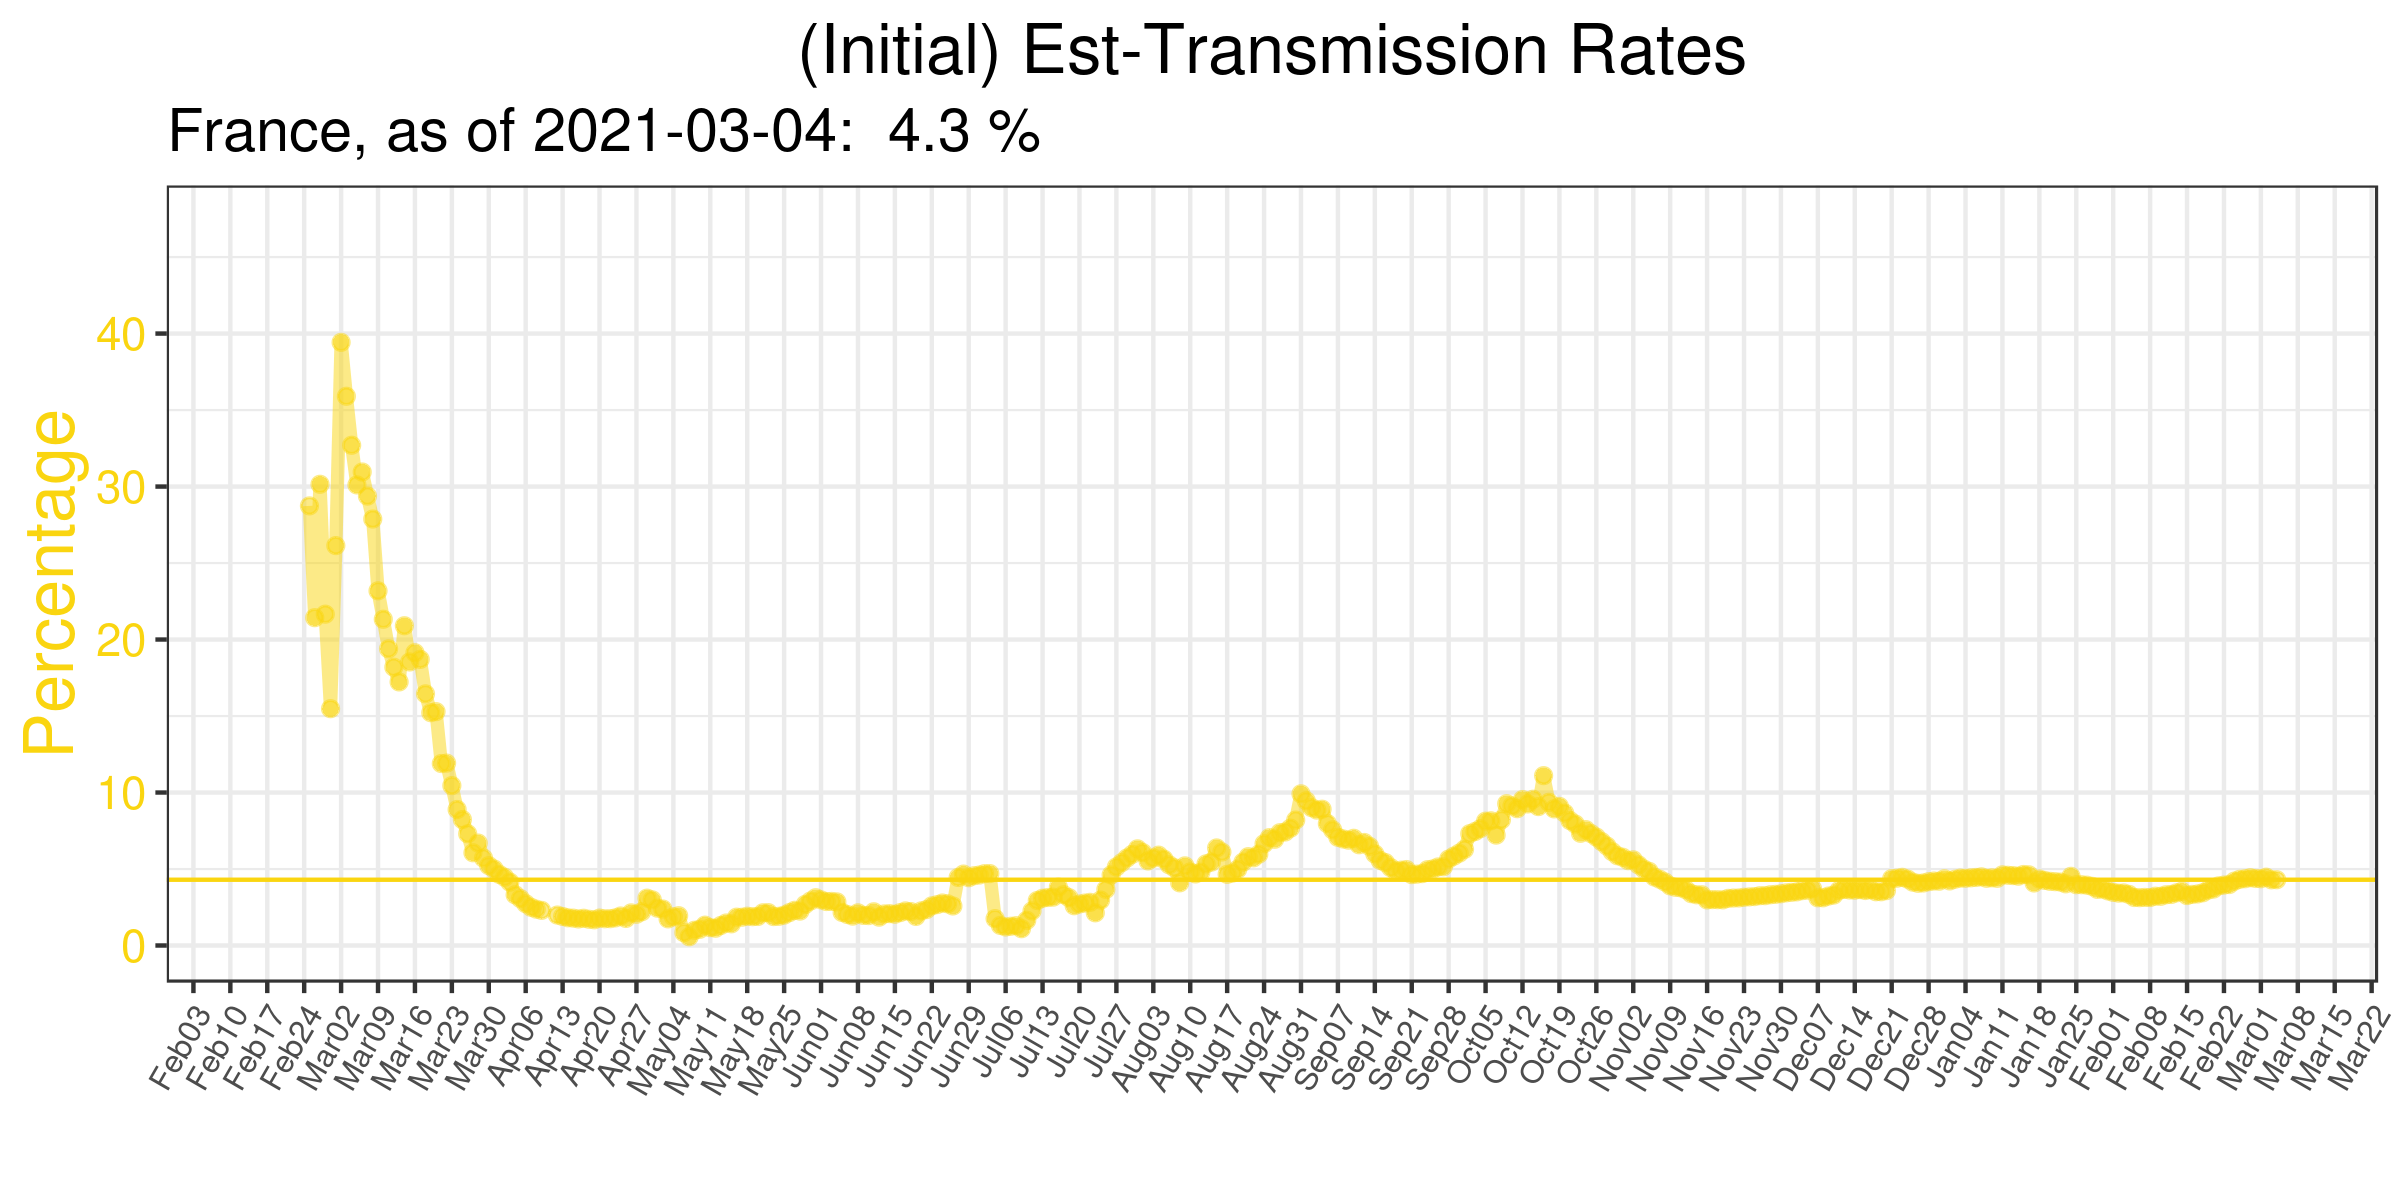 (Initial) Est-Transmission Rates
France, as of 2021-03-04:  4.3 %
Percentage
40
30
20
10
0
Feb03
Feb10
Feb17
Feb24
Mar02
Mar09
Mar16
Mar23
Mar30
Apr06
Apr13
Apr20
Apr27
May04
May11
May18
May25
Jun01
Jun08
Jun15
Jun22
Jun29
Jul06
Jul13
Jul20
Jul27
Aug03
Aug10
Aug17
Aug24
Aug31
Sep07
Sep14
Sep21
Sep28
Oct05
Oct12
Oct19
Oct26
Nov02
Nov09
Nov16
Nov23
Nov30
Nov07
Dec07
Dec14
Dec21
Dec28
Dec04
Jan11
Jan18
Jan25
Jan25
Feb01
Feb08
Feb15
Feb22
Mar01
Mar08
Mar15
Mar22